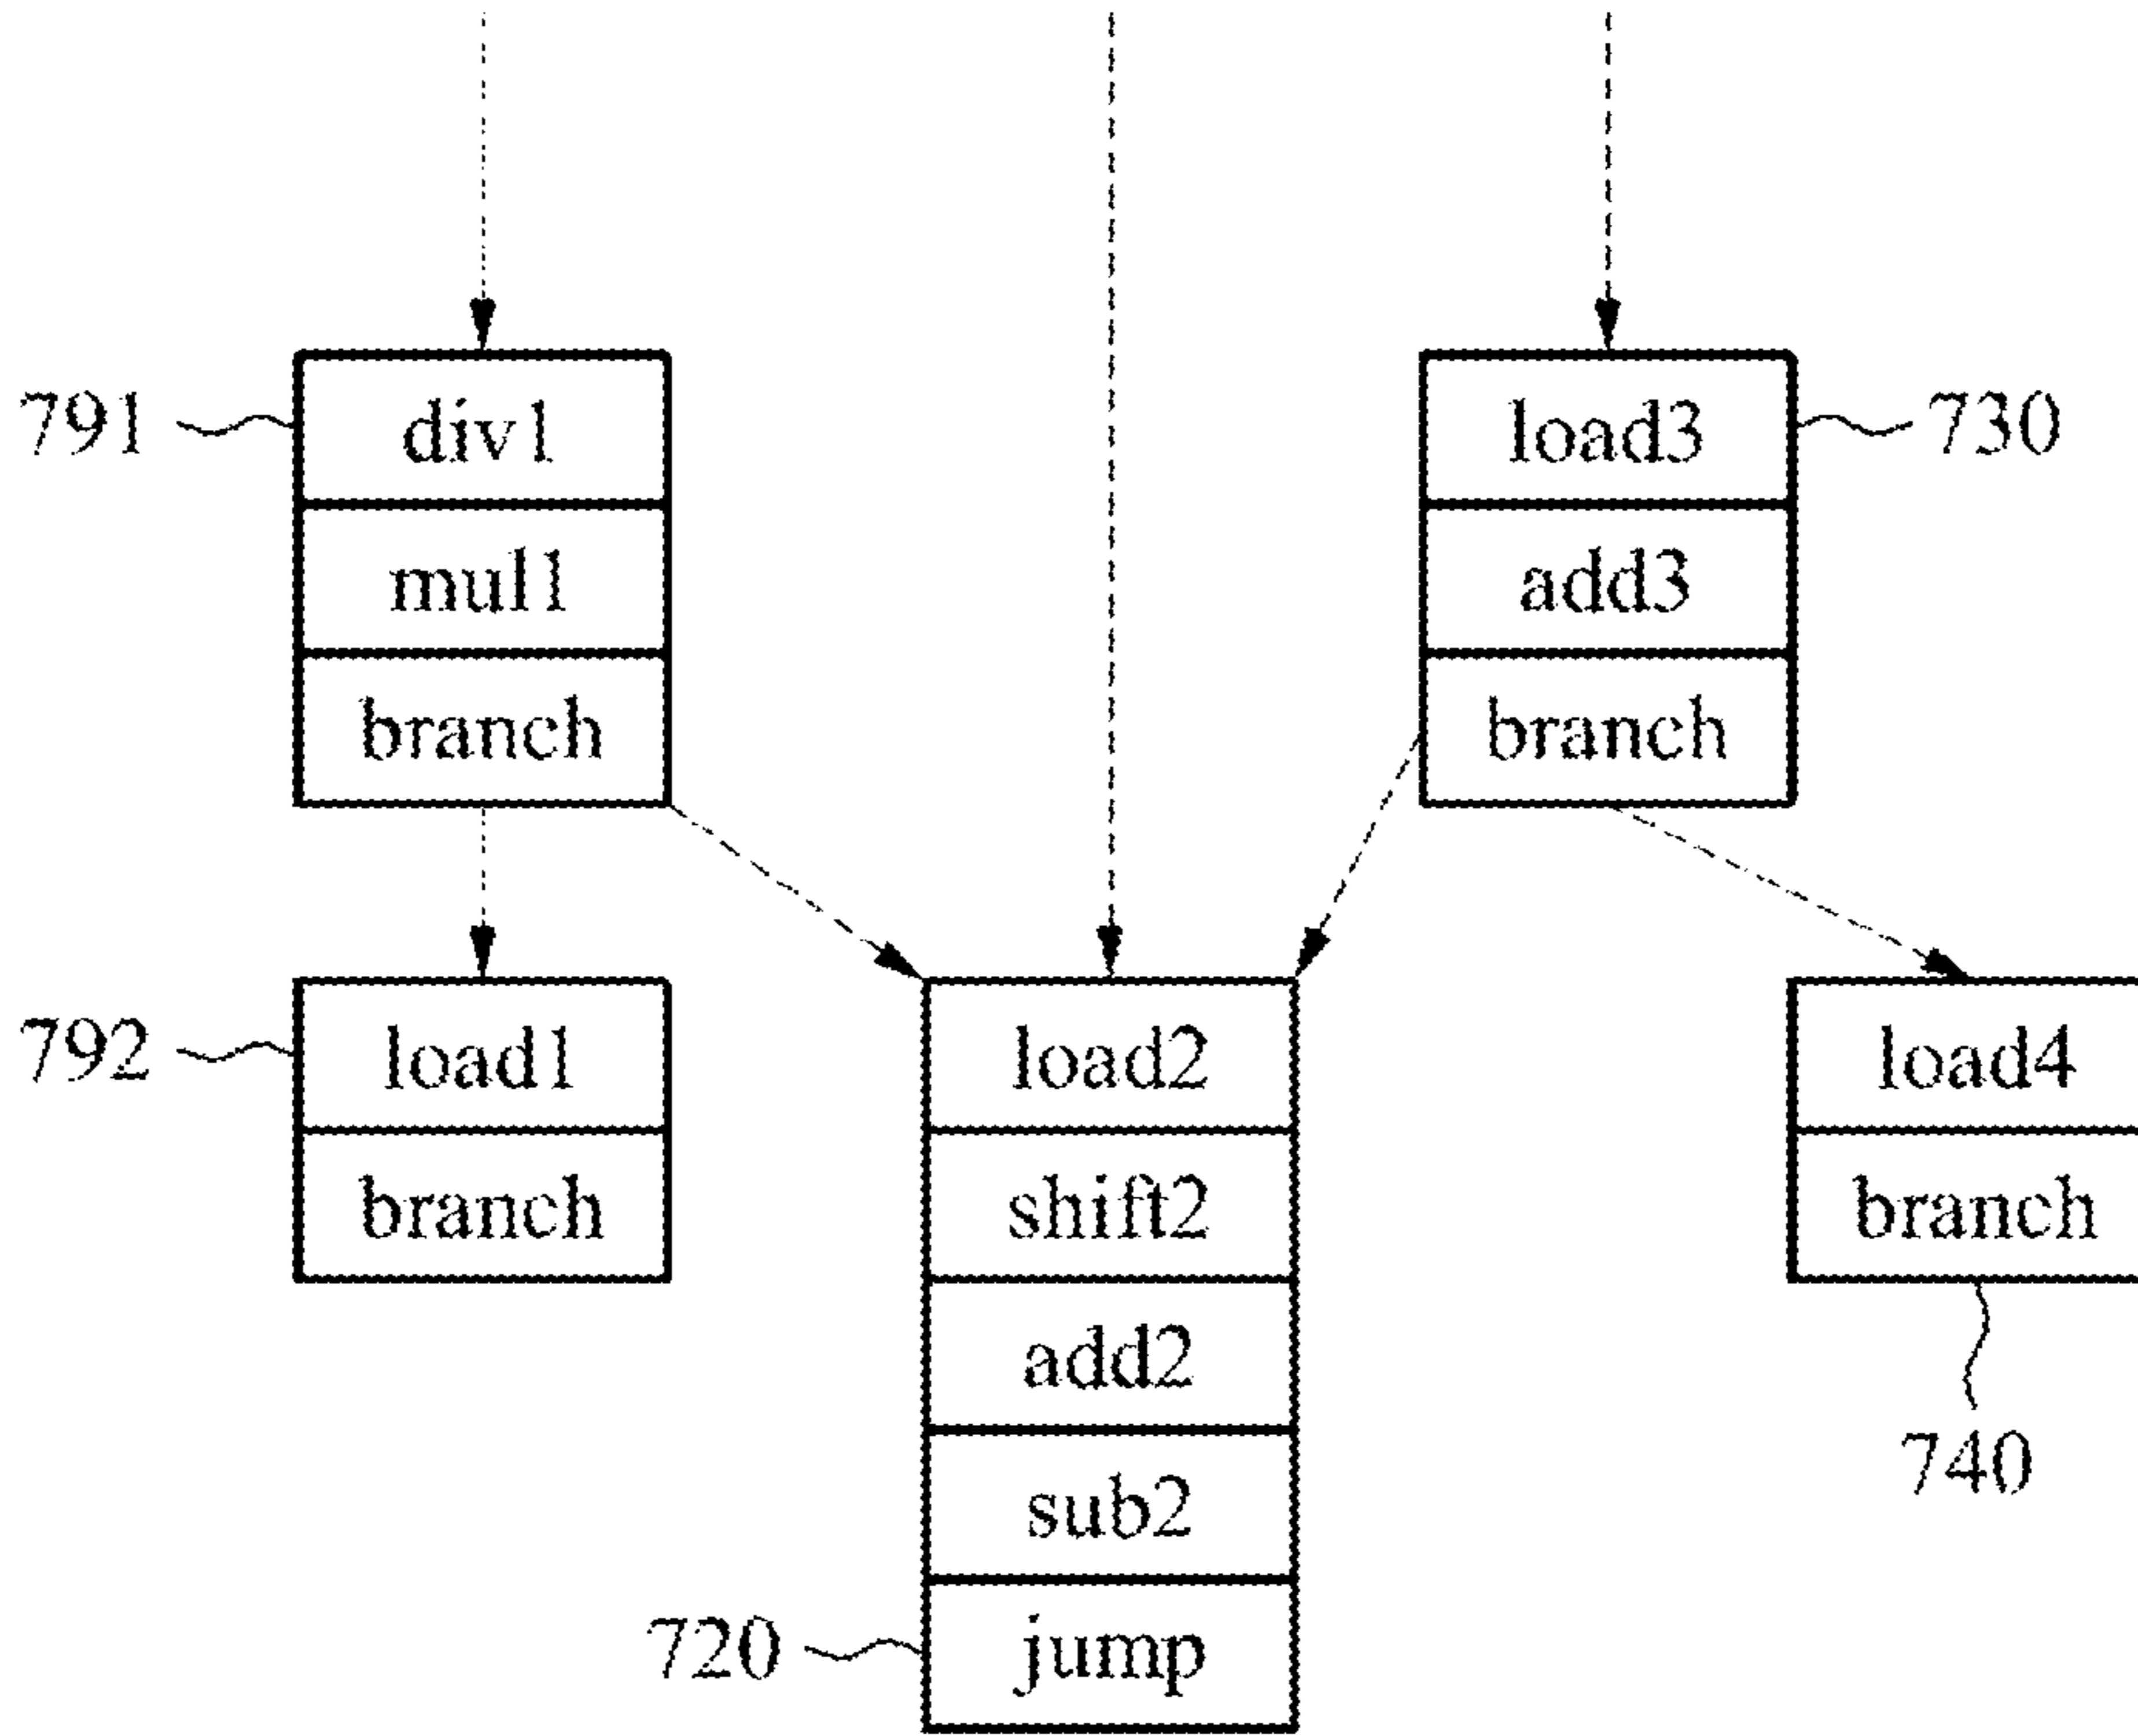 791
div1
mul1
branch
load3
add3
branch
730
792
load1
branch
load2
shift2
add2
sub2
jump
720
load4
branch
740